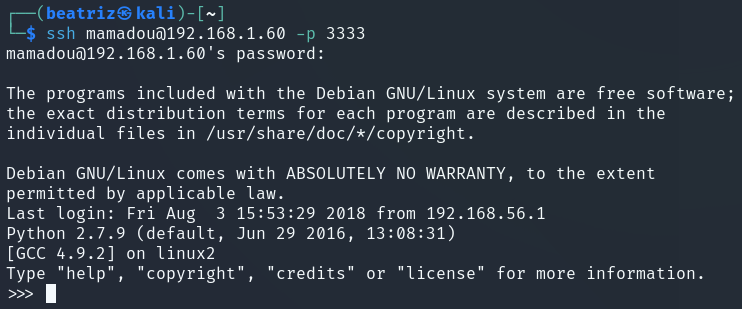 ┌──(beatriz㉿kali)-[~]
└─$ ssh mamadou@192.168.1.60 -p 3333
mamadou@192.168.1.60's password:
The programs included with the Debian GNU/Linux system are free software;
the exact distribution terms for each program are described in the
individual files in /usr/share/doc/*/copyright.
Debian GNU/Linux comes with ABSOLUTELY NO WARRANTY, to the extent
permitted by applicable law.
Last login: Fri Aug  3 15:53:29 2018 from 192.168.56.1
Python 2.7.9 (default, Jun 29 2016, 13:08:31)
[GCC 4.9.2] on linux2
Type "help", "copyright", "credits" or "license" for more information.
>>>